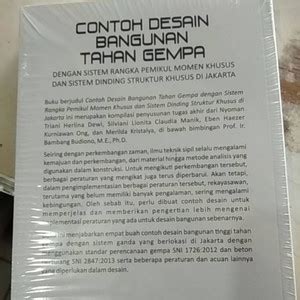 CONTOH DESAIN
BANGUNAN
TAHAN GEMPA
DENGAN SISTEM RANGKA PEMIKUL MOMEN KHUSUS
DAN SISTEM DINDING STRUKTUR KHUSUS DI JAKARTA
Buku berjudul Contoh Desain Bangunan Tahan Gempa dengan Sistem
Rangka Pemikul Momen Khusus dan Sistem Dinding Struktur Khusus di
Jakarta ini merupakan kompilasi penyusunan tugas akhir dari Nyoman
Triani Herlina Dewi, Silviani Lionita Claudia Manik, Eben Haezer
Kurniawan Ong, dan Merilda Kristalya, di bawah bimbingan Prof. Ir.
Bambang Budiono, M.E., Ph.D.
Seiring dengan perkembangan zaman, ilmu teknik sipil selalu mengalami
kemajuan dan perkembangan, dari material hingga metode analisis yang
digunakan dalam konstruksi. Untuk mengikuti perkembangan tersebut,
berbagai peraturan yang mengikat juga terus diperbarui. Akan tetapi,
dalam pengimplementasian berbagai peraturan tersebut, rekayasawan,
terutama yang belum memiliki banyak pengalaman, sering mengalami
kebingungan. Oleh sebab itu, perlu dibuat contoh desain untuk
memperjelas dan memberikan pengertian lebih mengenai
implementasi peraturan yang ada untuk desain bangunan sebenarnya.
ini menjabarkan empat buah contoh desain bangunan tinggi tahan
gempa dengan sistem ganda yang berlokasi di Jakarta dengan
menggunakan standar perencanaan gempa SNI 1726:2012 dan beton
bertulang SNI 2847:2013 serta beberapa peraturan dan acuan lainnya
yang diperlukan dalam desain.